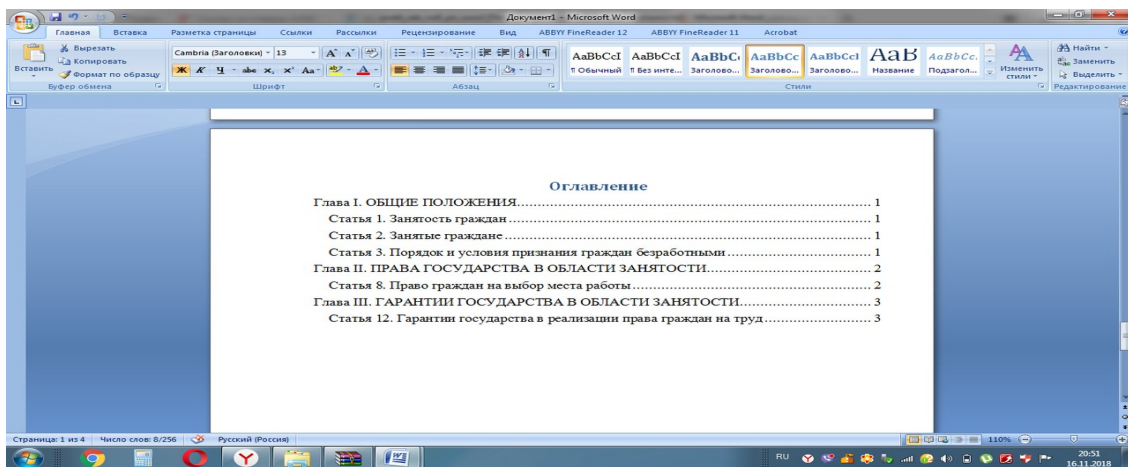 Документ1 - Microsoft Word
Главная Вставка Разметка страницы Ссылки Рассылки Рецензирование Вид ABBYY FineReader 12 ABBYY FineReader 11 Acrobat
Вставить
Вырезать
Копировать
Формат по образцу
Буфер обмена
Cambria (Заголовки) 13
Ж К Ч abe x, x² Aa
Шрифт
Абзац
AaBbCcI AaBbCcI AaBbC AaBbCc AaBbCcI АаВ AaBbCc.
¶ Обычный ¶ Без инте... Заголово... Заголово... Заголово... Название Подзагол...
Изменить стили
Стили
Найти
Заменить
Выделить
Редактирование
Оглавление
Глава I. ОБЩИЕ ПОЛОЖЕНИЯ 1
Статья 1. Занятость граждан 1
Статья 2. Занятые граждане 1
Статья 3. Порядок и условия признания граждан безработными 1
Глава II. ПРАВА ГОСУДАРСТВА В ОБЛАСТИ ЗАНЯТОСТИ 2
Статья 8. Право граждан на выбор места работы 2
Глава III. ГАРАНТИИ ГОСУДАРСТВА В ОБЛАСТИ ЗАНЯТОСТИ 3
Статья 12. Гарантии государства в реализации права граждан на труд 3
Страница: 1 из 4 Число слов: 8/256 Русский (Россия) 110%
RU 20:51
16.11.2018